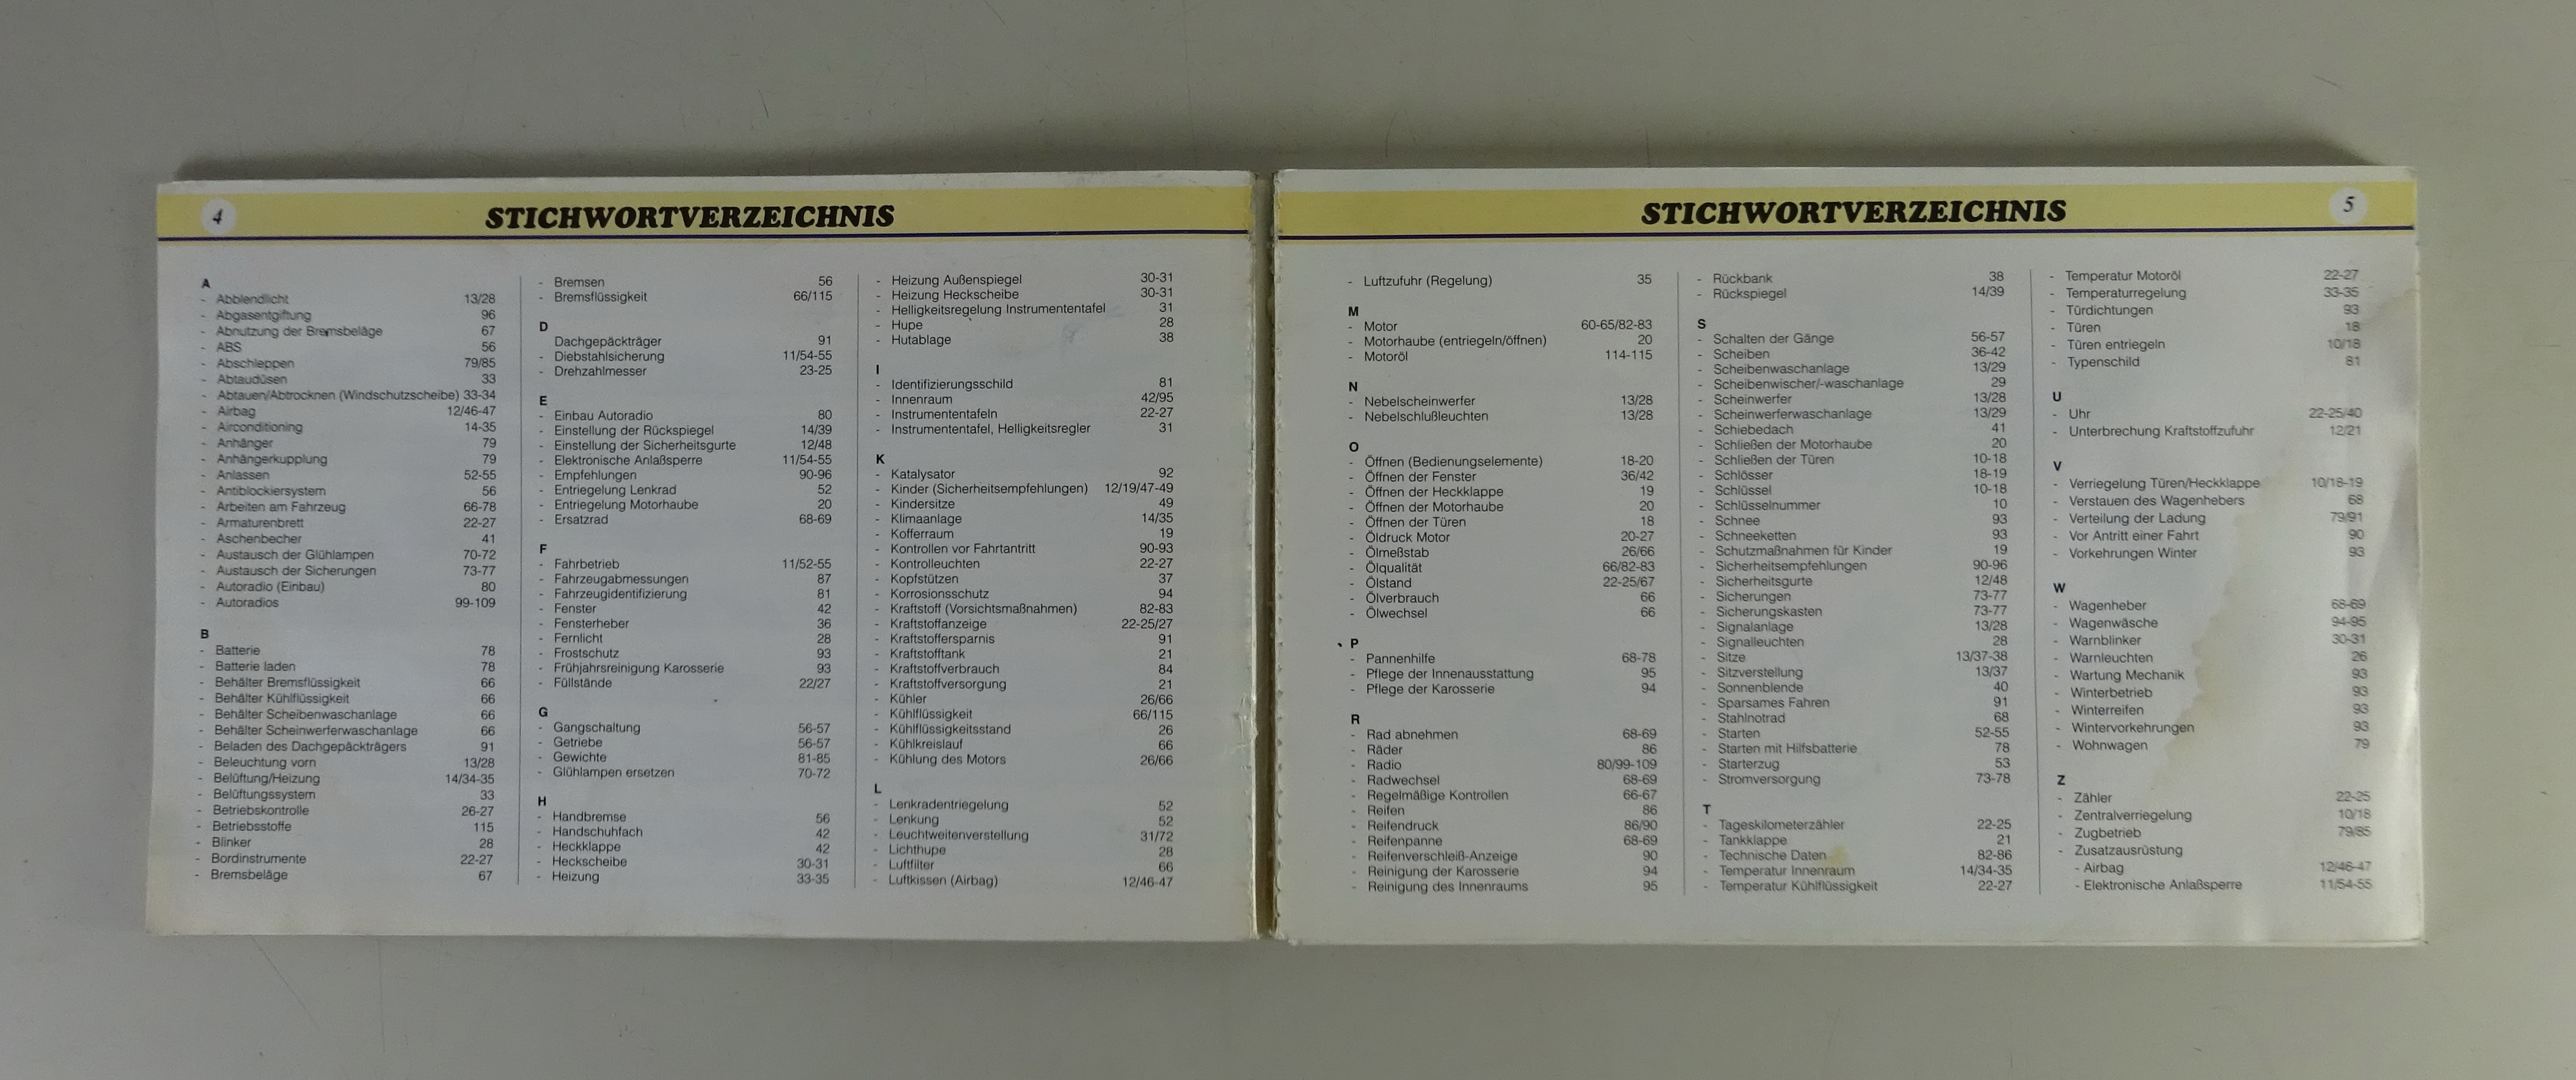 4
STICHWORTVERZEICHNIS
A
- Abblendlicht 13/28
- Abgasentgiftung 96
- Abnutzung der Bremsbeläge 67
- ABS 56
- Abschleppen 79/85
- Abtaudüsen 33
- Abtauen/Abtrocknen (Windschutzscheibe) 33-34
- Airbag 12/46-47
- Airconditioning 14-35
- Anhänger 79
- Anhängerkupplung 79
- Anlassen 52-55
- Antiblockiersystem 56
- Arbeiten am Fahrzeug 66-78
- Armaturenbrett 22-27
- Aschenbecher 41
- Austausch der Glühlampen 70-72
- Austausch der Sicherungen 73-77
- Autoradio (Einbau) 80
- Autoradios 99-109
B
- Batterie 78
- Batterie laden 78
- Behälter Bremsflüssigkeit 66
- Behälter Kühlflüssigkeit 66
- Behälter Scheibenwaschanlage 66
- Behälter Scheinwerferwaschanlage 66
- Beladen des Dachgepäckträgers 91
- Beleuchtung vorn 13/28
- Belüftung/Heizung 14/34-35
- Belüftungssystem 33
- Betriebskontrolle 26-27
- Betriebsstoffe 115
- Blinker 28
- Bordinstrumente 22-27
- Bremsbeläge 67
- Bremsen 56
- Bremsflüssigkeit 66/115
D
Dachgepäckträger 91
- Diebstahlsicherung 11/54-55
- Drehzahlmesser 23-25
E
- Einbau Autoradio 80
- Einstellung der Rückspiegel 14/39
- Einstellung der Sicherheitsgurte 12/48
- Elektronische Anlaßsperre 11/54-55
- Empfehlungen 90-96
- Entriegelung Lenkrad 52
- Entriegelung Motorhaube 20
- Ersatzrad 68-69
F
- Fahrbetrieb 11/52-55
- Fahrzeugabmessungen 87
- Fahrzeugidentifizierung 81
- Fenster 42
- Fensterheber 36
- Fernlicht 28
- Frostschutz 93
- Frühjahrsreinigung Karosserie 93
- Füllstände 22/27
G
- Gangschaltung 56-57
- Getriebe 56-57
- Gewichte 81-85
- Glühlampen ersetzen 70-72
H
- Handbremse 56
- Handschuhfach 42
- Heckklappe 42
- Heckscheibe 30-31
- Heizung 33-35
- Heizung Außenspiegel 30-31
- Heizung Heckscheibe 30-31
- Helligkeitsregelung Instrumententafel 31
- Hupe 28
- Hutablage 38
I
- Identifizierungsschild 81
- Innenraum 42/95
- Instrumententafeln 22-27
- Instrumententafel, Helligkeitsregler 31
K
- Katalysator 92
- Kinder (Sicherheitsempfehlungen) 12/19/47-49
- Kindersitze 49
- Klimaanlage 14/35
- Kofferraum 19
- Kontrollen vor Fahrtantritt 90-93
- Kontrolleuchten 22-27
- Kopfstützen 37
- Korrosionsschutz 94
- Kraftstoff (Vorsichtsmaßnahmen) 82-83
- Kraftstoffanzeige 22-25/27
- Kraftstoffersparnis 91
- Kraftstofftank 21
- Kraftstoffverbrauch 84
- Kraftstoffversorgung 21
- Kühler 26/66
- Kühlflüssigkeit 66/115
- Kühlflüssigkeitsstand 26
- Kühlkreislauf 66
- Kühlung des Motors 26/66
L
- Lenkradentriegelung 52
- Lenkung 52
- Leuchtweitenverstellung 31/72
- Lichthupe 28
- Luftfilter 66
- Luftkissen (Airbag) 12/46-47
STICHWORTVERZEICHNIS
5
- Luftzufuhr (Regelung) 35
M
- Motor 60-65/82-83
- Motorhaube (entriegeln/öffnen) 20
- Motoröl 114-115
N
- Nebelscheinwerfer 13/28
- Nebelschlußleuchten 13/28
O
- Öffnen (Bedienungselemente) 18-20
- Öffnen der Fenster 36/42
- Öffnen der Heckklappe 19
- Öffnen der Motorhaube 20
- Öffnen der Türen 18
- Öldruck Motor 20-27
- Ölmeßstab 26/66
- Ölqualität 66/82-83
- Ölstand 22-25/67
- Ölverbrauch 66
- Ölwechsel 66
P
- Pannenhilfe 68-78
- Pflege der Innenausstattung 95
- Pflege der Karosserie 94
R
- Rad abnehmen 68-69
- Räder 86
- Radio 80/99-109
- Radwechsel 68-69
- Regelmäßige Kontrollen 66-67
- Reifen 86
- Reifendruck 86/90
- Reifenpanne 68-69
- Reifenverschleiß-Anzeige 90
- Reinigung der Karosserie 94
- Reinigung des Innenraums 95
- Rückbank 38
- Rückspiegel 14/39
S
- Schalten der Gänge 56-57
- Scheiben 36-42
- Scheibenwaschanlage 13/29
- Scheibenwischer/-waschanlage 29
- Scheinwerfer 13/28
- Scheinwerferwaschanlage 13/29
- Schiebedach 41
- Schließen der Motorhaube 20
- Schließen der Türen 10-18
- Schlösser 18-19
- Schlüssel 10-18
- Schlüsselnummer 10
- Schnee 93
- Schneeketten 93
- Schutzmaßnahmen für Kinder 19
- Sicherheitsempfehlungen 90-96
- Sicherheitsgurte 12/48
- Sicherungen 73-77
- Sicherungskasten 73-77
- Signalanlage 13/28
- Signalleuchten 28
- Sitze 13/37-38
- Sitzverstellung 13/37
- Sonnenblende 40
- Sparsames Fahren 91
- Stahlnotrad 68
- Starten 52-55
- Starten mit Hilfsbatterie 78
- Starterzug 53
- Stromversorgung 73-78
T
- Tageskilometerzähler 22-25
- Tankklappe 21
- Technische Daten 82-86
- Temperatur Innenraum 14/34-35
- Temperatur Kühlflüssigkeit 22-27
- Temperatur Motoröl 22-27
- Temperaturregelung 33-35
- Türdichtungen 93
- Türen 18
- Türen entriegeln 10/18
- Typenschild 81
U
- Uhr 22-25/40
- Unterbrechung Kraftstoffzufuhr 12/21
V
- Verriegelung Türen/Heckklappe 10/18-19
- Verstauen des Wagenhebers 68
- Verteilung der Ladung 79/91
- Vor Antritt einer Fahrt 90
- Vorkehrungen Winter 93
W
- Wagenheber 68-69
- Wagenwäsche 94-95
- Warnblinker 30-31
- Warnleuchten 26
- Wartung Mechanik 93
- Winterbetrieb 93
- Winterreifen 93
- Wintervorkehrungen 93
- Wohnwagen 79
Z
- Zähler 22-25
- Zentralverriegelung 10/18
- Zugbetrieb 79/85
- Zusatzausrüstung
- Airbag 12/46-47
- Elektronische Anlaßsperre 11/54-55